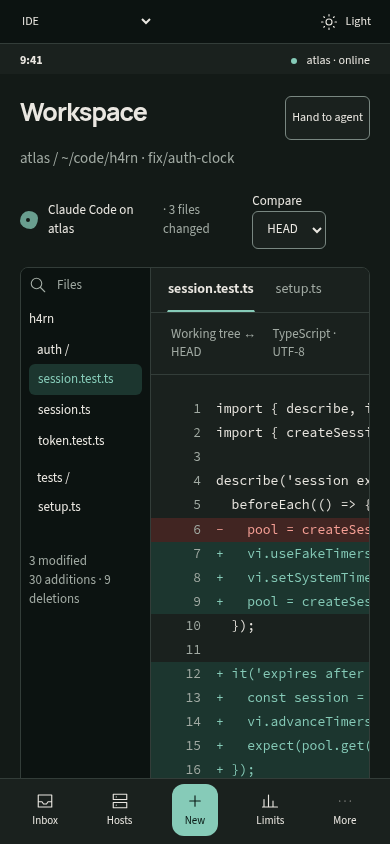 IDE
Light
9:41
atlas · online
Workspace
Hand to agent
atlas / ~/code/h4rn · fix/auth-clock
Claude Code on
atlas
· 3 files
changed
Compare
HEAD
Files
h4rn
auth /
session.test.ts
session.ts
token.test.ts
tests /
setup.ts
3 modified
30 additions · 9
deletions
session.test.ts
setup.ts
Working tree ↔
HEAD
TypeScript ·
UTF-8
1 import { describe, i
2 import { createSessi
3
4 describe('session ex
5 beforeEach(() => {
6 - pool = createSes
7 + vi.useFakeTimers
8 + vi.setSystemTime
9 + pool = createSes
10 });
11
12 + it('expires after
13 + const session =
14 + vi.advanceTimers
15 + expect(pool.get(
16 + });
Inbox
Hosts
New
Limits
More